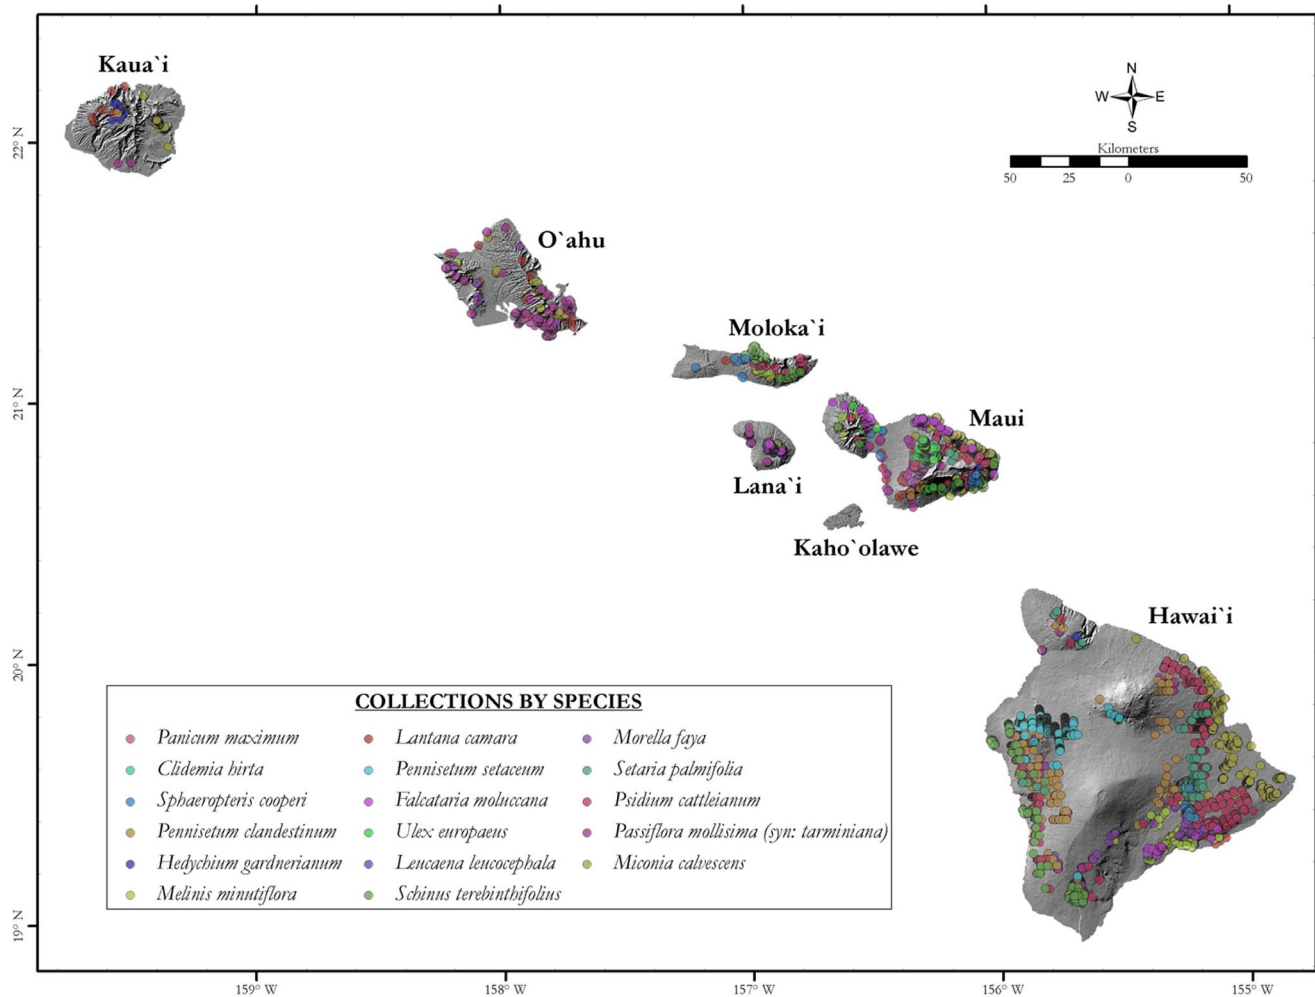 Kaua`i
N
W E
S
Kilometers
50 25 0 50
22° N
O`ahu
Moloka`i
21° N
Maui
Lana`i
Kaho`olawe
Hawai`i
20° N
COLLECTIONS BY SPECIES
Panicum maximum
Clidemia hirta
Sphaeropteris cooperi
Pennisetum clandestinum
Hedychium gardnerianum
Melinis minutiflora
Lantana camara
Pennisetum setaceum
Falcataria moluccana
Ulex europaeus
Leucaena leucocephala
Schinus terebinthifolius
Morella faya
Setaria palmifolia
Psidium cattleianum
Passiflora mollisima (syn: tarminiana)
Miconia calvescens
19° N
159° W 158° W 157° W 156° W 155° W